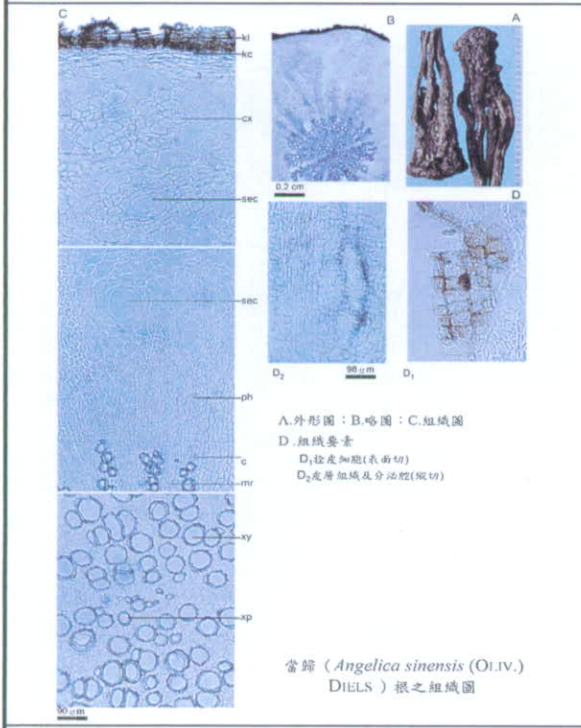 C
B
A
kl
kc
cx
sec
0.2 cm
D
sec
D₂
98 μm
D₁
ph
A.外形圖；B.略圖；C.組織圖
D.組織要素
D₁栓皮細胞(表面切)
D₂皮層組織及分泌腔(縱切)
c
mr
xy
xp
當歸（Angelica sinensis (OLIV.)
DIELS）根之組織圖
90 μm